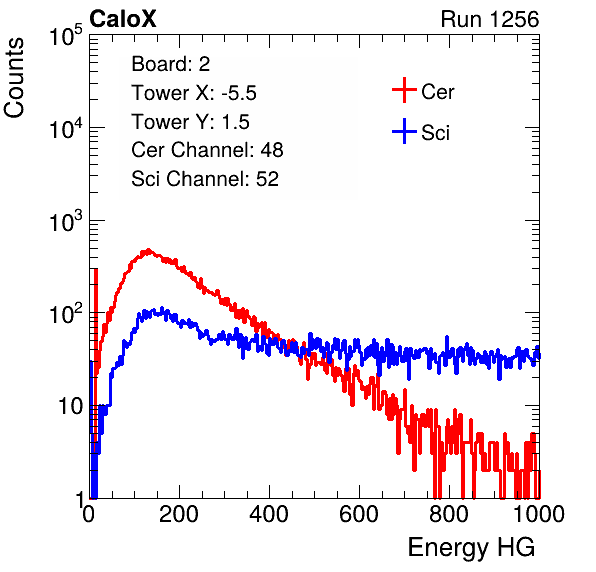 CaloX Run 1256
Counts
Board: 2
Tower X: -5.5
Tower Y: 1.5
Cer Channel: 48
Sci Channel: 52
Cer
Sci
10^5
10^4
10^3
10^2
10
1
0 200 400 600 800 1000
Energy HG